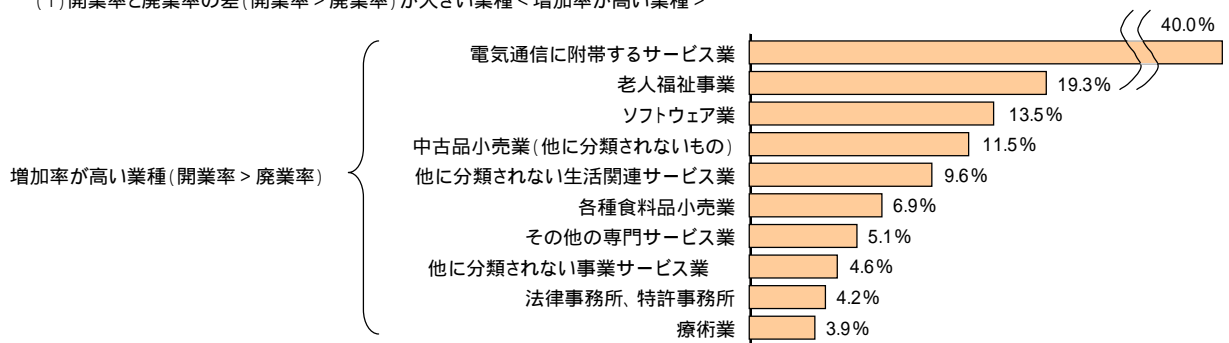 (1)開業率と廃業率の差(開業率>廃業率)が大きい業種<増加率が高い業種>
40.0%
電気通信に附帯するサービス業
老人福祉事業 19.3%
ソフトウェア業 13.5%
中古品小売業(他に分類されないもの) 11.5%
増加率が高い業種(開業率>廃業率)
他に分類されない生活関連サービス業 9.6%
各種食料品小売業 6.9%
その他の専門サービス業 5.1%
他に分類されない事業サービス業 4.6%
法律事務所、特許事務所 4.2%
療術業 3.9%